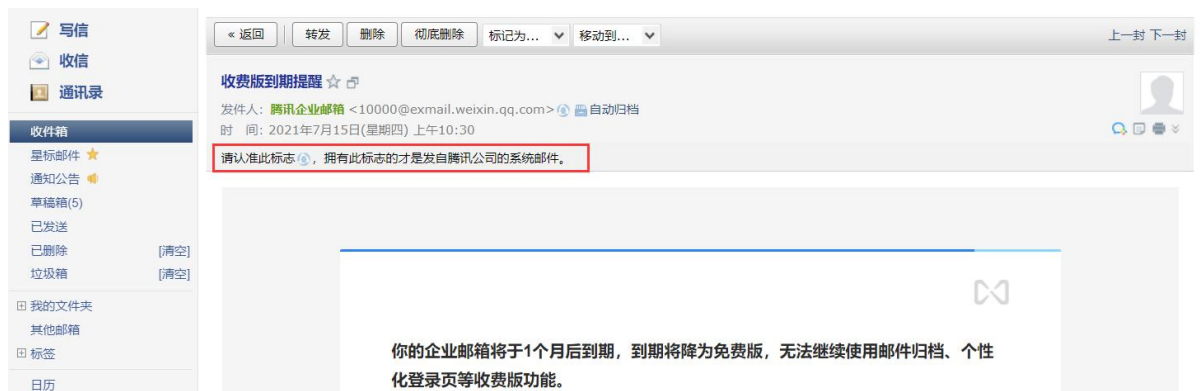 写信
收信
通讯录
收件箱
星标邮件
通知公告
草稿箱(5)
已发送
已删除 [清空]
垃圾箱 [清空]
我的文件夹
其他邮箱
标签
日历
« 返回 转发 删除 彻底删除 标记为... 移动到... 上一封 下一封
收费版到期提醒
发件人: 腾讯企业邮箱 <10000@exmail.weixin.qq.com> 自动归档
时 间: 2021年7月15日(星期四) 上午10:30
请认准此标志 ，拥有此标志的才是发自腾讯公司的系统邮件。
你的企业邮箱将于1个月后到期，到期将降为免费版，无法继续使用邮件归档、个性
化登录页等收费版功能。